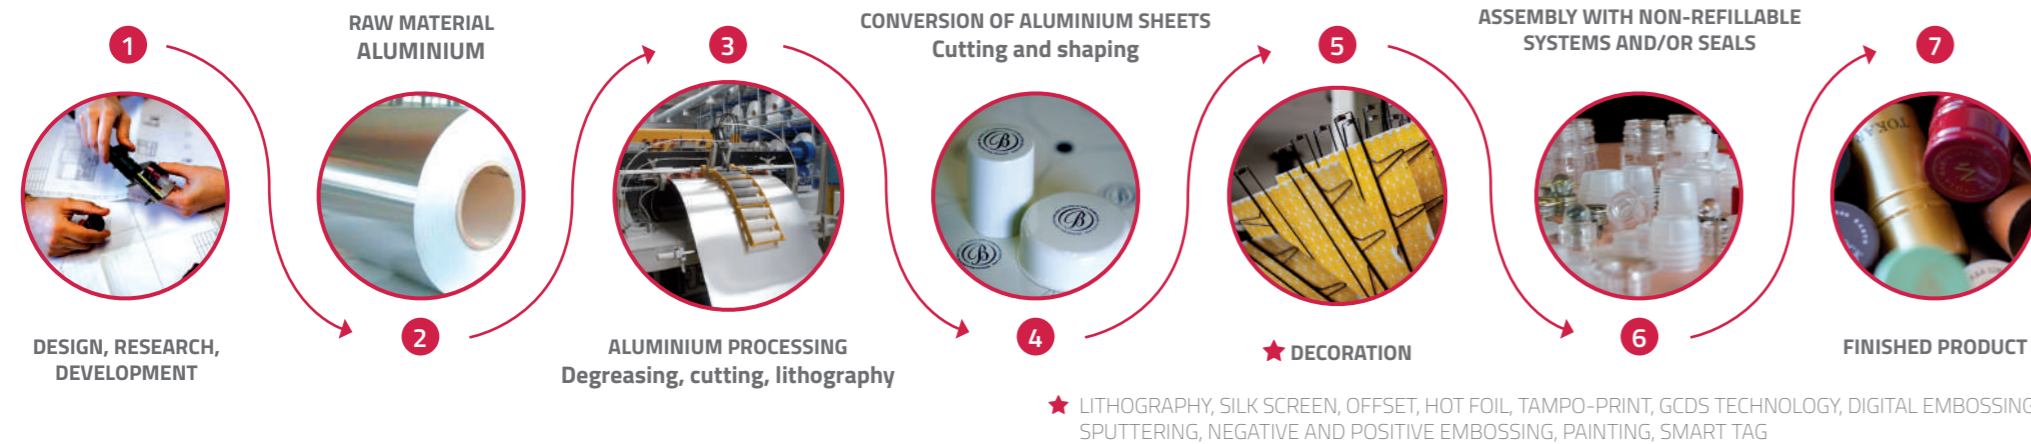 1
DESIGN, RESEARCH,
DEVELOPMENT
RAW MATERIAL
ALUMINIUM
2
3
ALUMINIUM PROCESSING
Degreasing, cutting, lithography
CONVERSION OF ALUMINIUM SHEETS
Cutting and shaping
B
B
B
4
5
★ DECORATION
ASSEMBLY WITH NON-REFILLABLE
SYSTEMS AND/OR SEALS
6
7
TOKA
FINISHED PRODUCT
★ LITHOGRAPHY, SILK SCREEN, OFFSET, HOT FOIL, TAMPO-PRINT, GCDS TECHNOLOGY, DIGITAL EMBOSSING
SPUTTERING, NEGATIVE AND POSITIVE EMBOSSING, PAINTING, SMART TAG